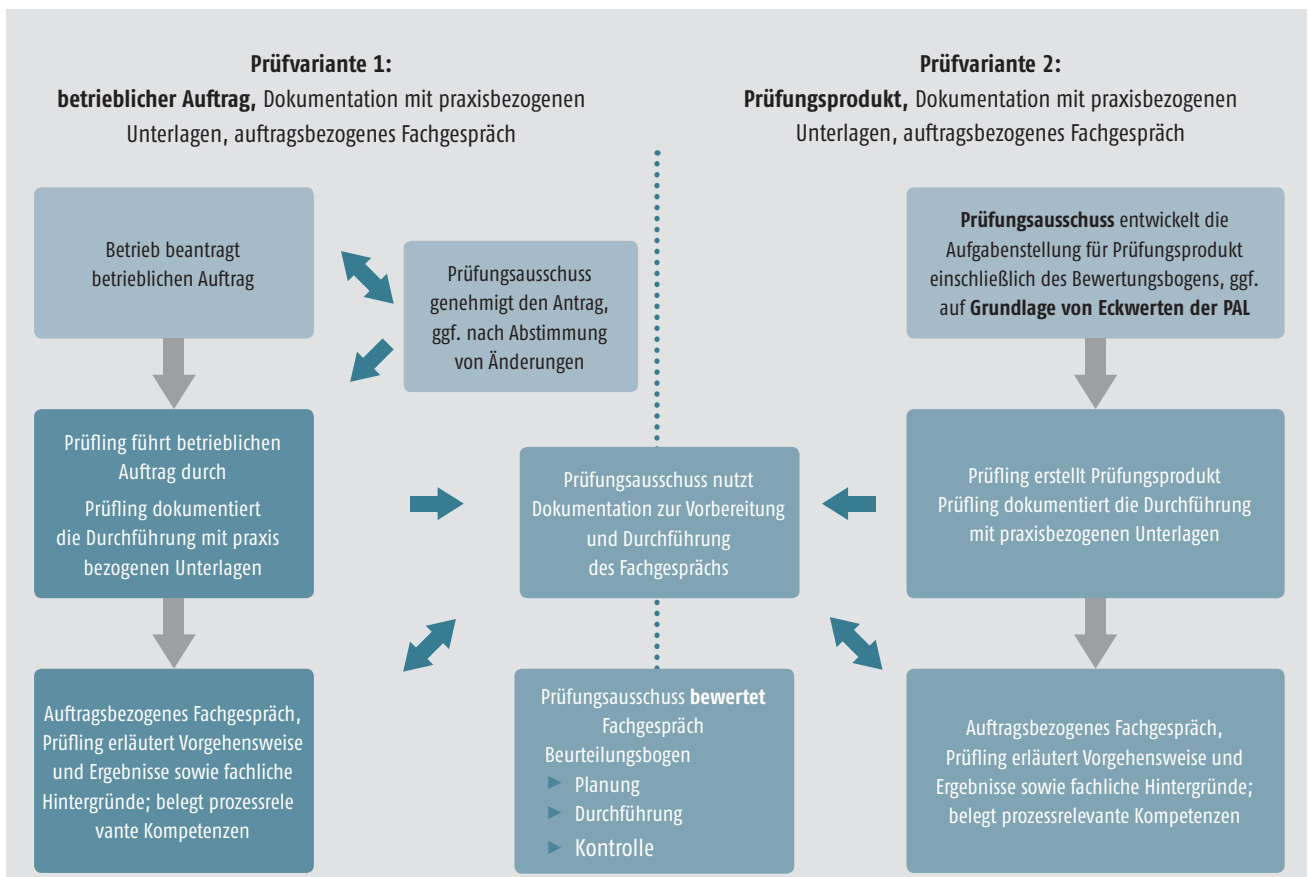 Prüfvariante 1:
betrieblicher Auftrag, Dokumentation mit praxisbezogenen
Unterlagen, auftragsbezogenes Fachgespräch
Prüfvariante 2:
Prüfungsprodukt, Dokumentation mit praxisbezogenen
Unterlagen, auftragsbezogenes Fachgespräch
Betrieb beantragt
betrieblichen Auftrag
Prüfungsausschuss
genehmigt den Antrag,
ggf. nach Abstimmung
von Änderungen
Prüfungsausschuss entwickelt die
Aufgabenstellung für Prüfungsprodukt
einschließlich des Bewertungsbogens, ggf.
auf Grundlage von Eckwerten der PAL
Prüfling führt betrieblichen
Auftrag durch
Prüfling dokumentiert
die Durchführung mit praxis
bezogenen Unterlagen
Prüfungsausschuss nutzt
Dokumentation zur Vorbereitung
und Durchführung
des Fachgesprächs
Prüfling erstellt Prüfungsprodukt
Prüfling dokumentiert die Durchführung
mit praxisbezogenen Unterlagen
Auftragsbezogenes Fachgespräch,
Prüfling erläutert Vorgehensweise
und Ergebnisse sowie fachliche
Hintergründe; belegt prozessrele
vante Kompetenzen
Prüfungsausschuss bewertet
Fachgespräch
Beurteilungsbogen
► Planung
► Durchführung
► Kontrolle
Auftragsbezogenes Fachgespräch,
Prüfling erläutert Vorgehensweise und
Ergebnisse sowie fachliche Hintergründe;
belegt prozessrelevante Kompetenzen